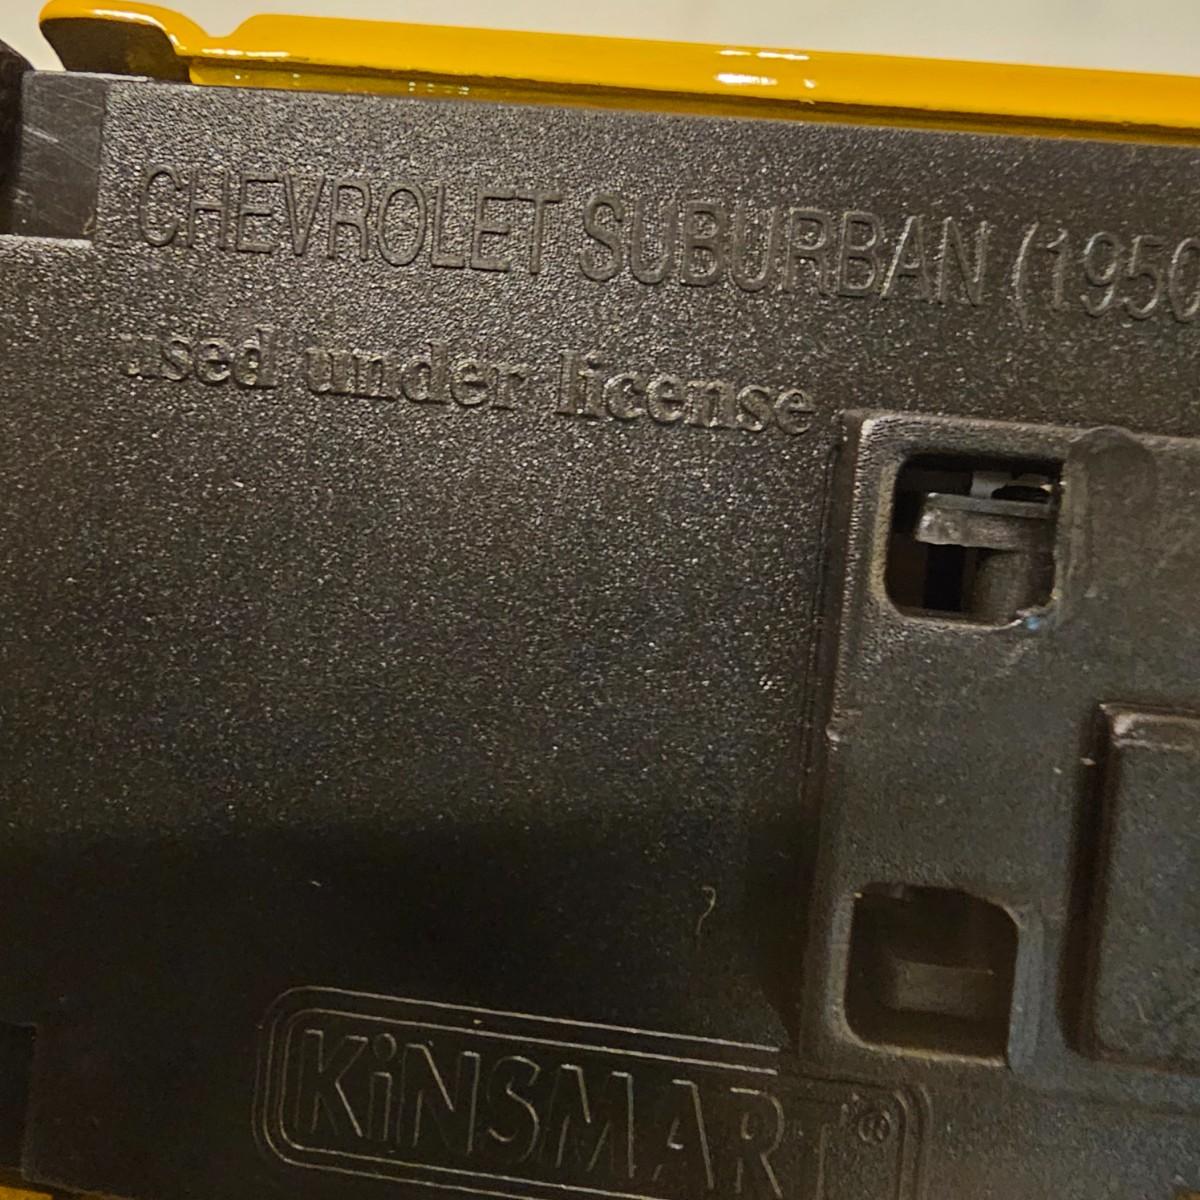 CHEVROLET SUBURBAN (1950
used under license
KiNSMART®